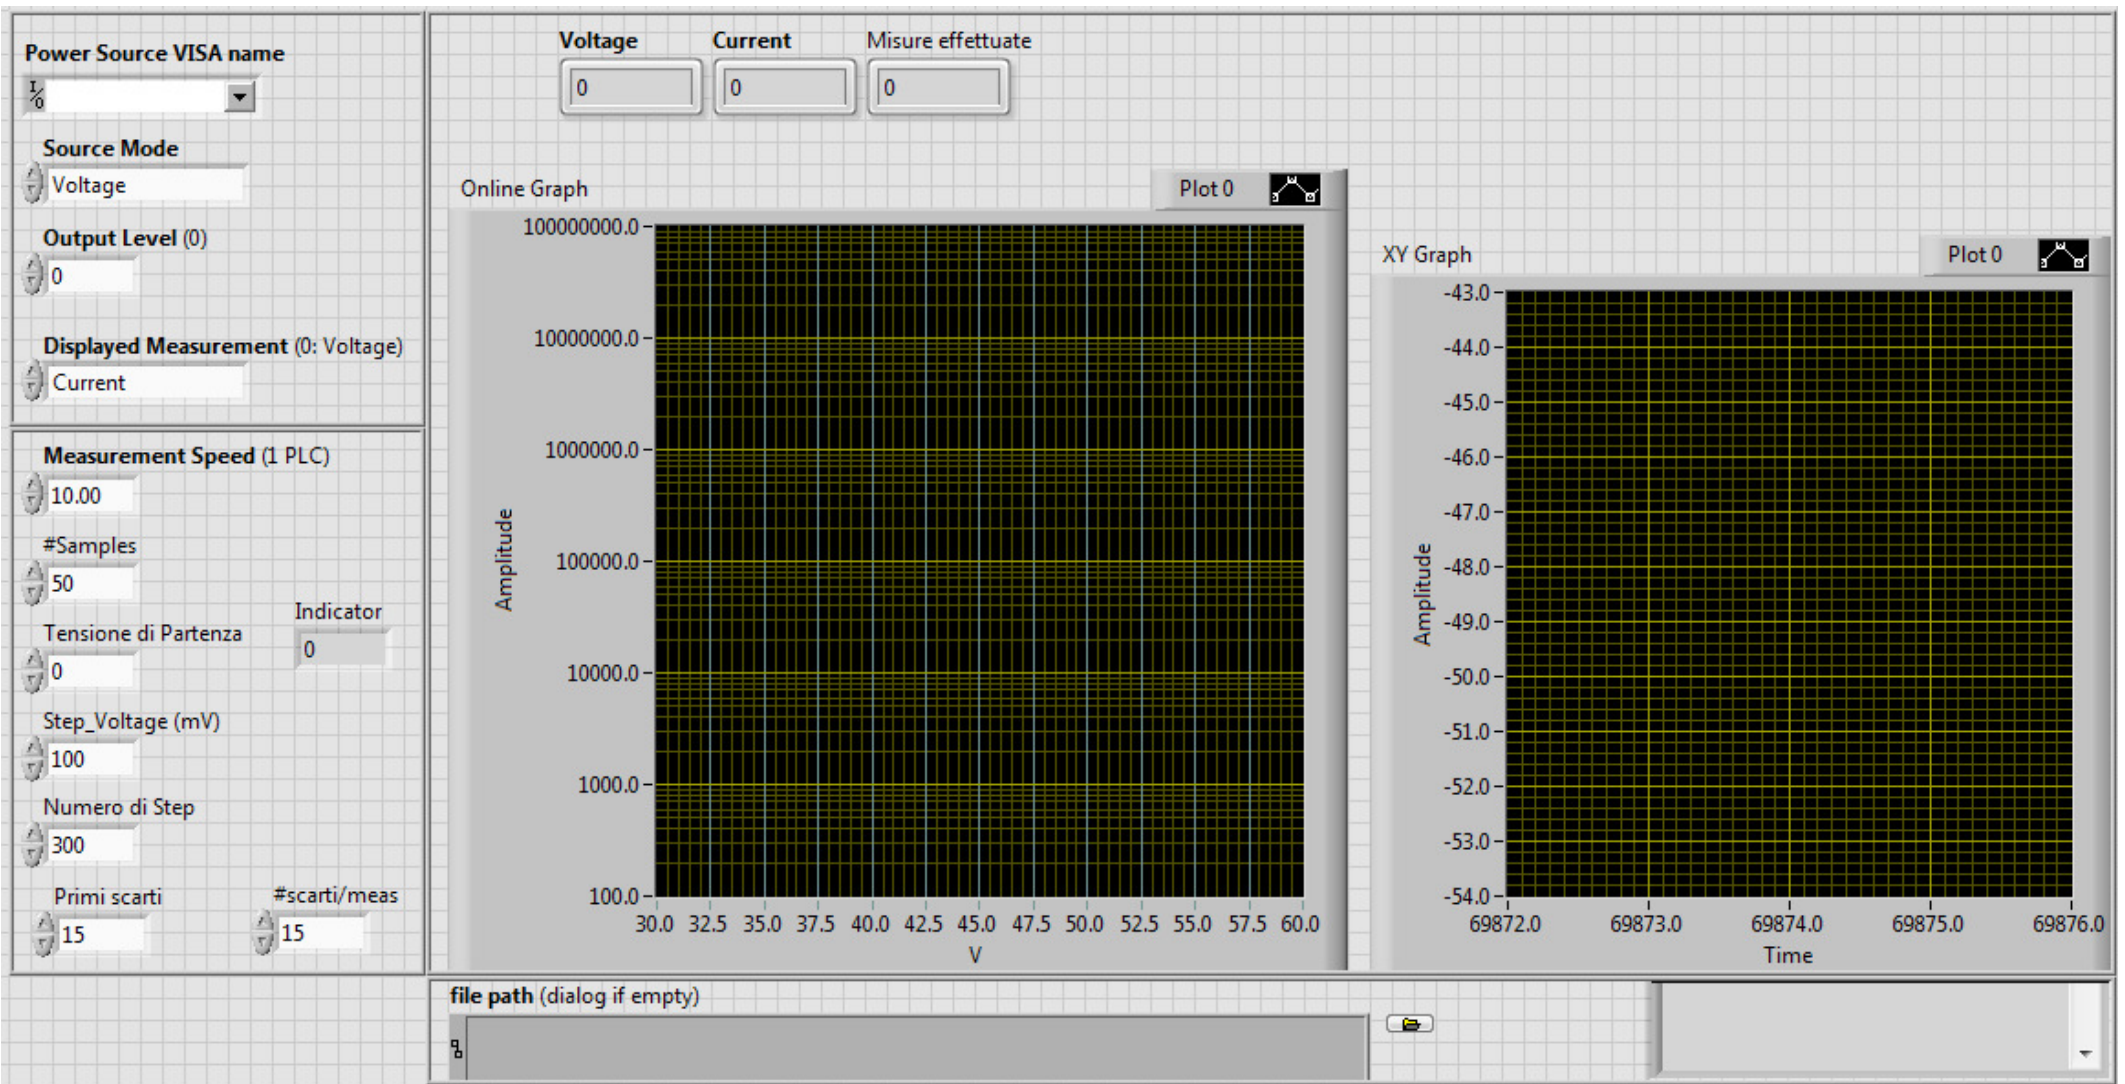 Power Source VISA name
I/O
Source Mode
Voltage
Output Level (0)
0
Displayed Measurement (0: Voltage)
Current
Measurement Speed (1 PLC)
10.00
#Samples
50
Indicator
0
Tensione di Partenza
0
Step_Voltage (mV)
100
Numero di Step
300
Primi scarti
15
#scarti/meas
15
Voltage
0
Current
0
Misure effettuate
0
Online Graph
Plot 0
100000000.0
10000000.0
1000000.0
100000.0
10000.0
1000.0
100.0
Amplitude
30.0 32.5 35.0 37.5 40.0 42.5 45.0 47.5 50.0 52.5 55.0 57.5 60.0
V
XY Graph
Plot 0
-43.0
-44.0
-45.0
-46.0
-47.0
-48.0
-49.0
-50.0
-51.0
-52.0
-53.0
-54.0
Amplitude
69872.0 69873.0 69874.0 69875.0 69876.0
Time
file path (dialog if empty)